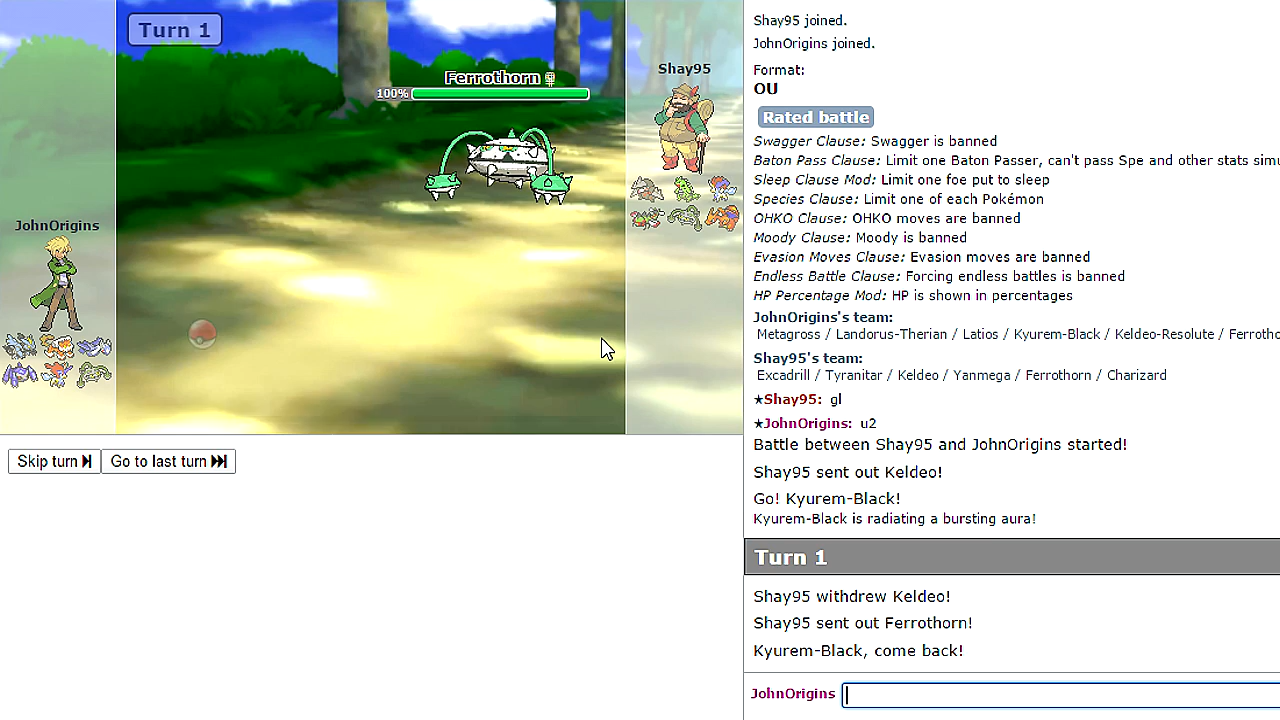 Turn 1
Ferrothorn
100%
Shay95
JohnOrigins
Skip turn
Go to last turn
Shay95 joined.
JohnOrigins joined.
Format:
OU
Rated battle
Swagger Clause: Swagger is banned
Baton Pass Clause: Limit one Baton Passer, can't pass Spe and other stats simu
Sleep Clause Mod: Limit one foe put to sleep
Species Clause: Limit one of each Pokémon
OHKO Clause: OHKO moves are banned
Moody Clause: Moody is banned
Evasion Moves Clause: Evasion moves are banned
Endless Battle Clause: Forcing endless battles is banned
HP Percentage Mod: HP is shown in percentages
JohnOrigins's team:
Metagross / Landorus-Therian / Latios / Kyurem-Black / Keldeo-Resolute / Ferrotho
Shay95's team:
Excadrill / Tyranitar / Keldeo / Yanmega / Ferrothorn / Charizard
★Shay95: gl
★JohnOrigins: u2
Battle between Shay95 and JohnOrigins started!
Shay95 sent out Keldeo!
Go! Kyurem-Black!
Kyurem-Black is radiating a bursting aura!
Turn 1
Shay95 withdrew Keldeo!
Shay95 sent out Ferrothorn!
Kyurem-Black, come back!
JohnOrigins